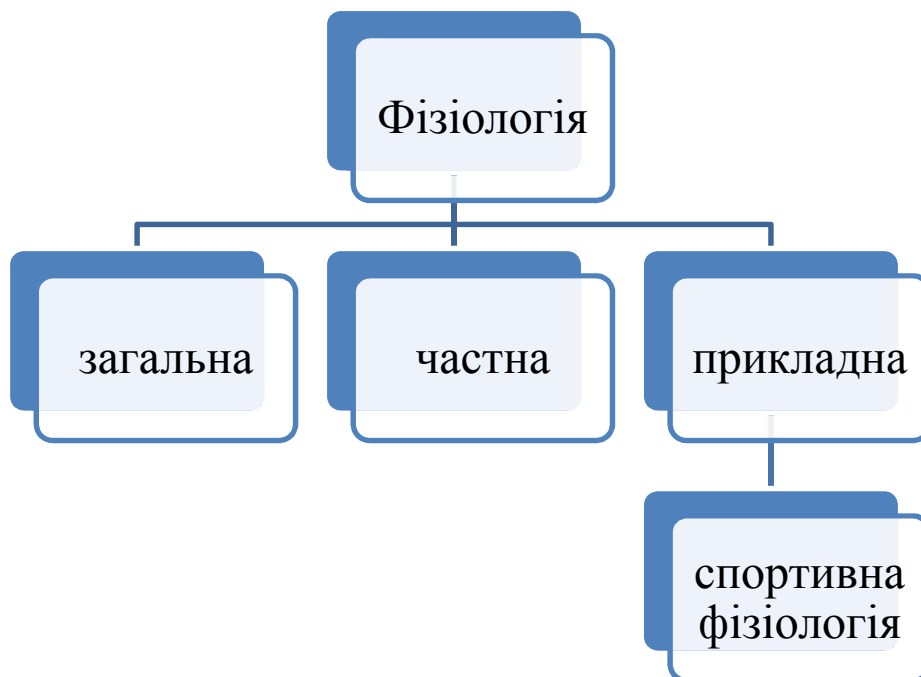 Фізіологія
загальна
частна
прикладна
спортивна
фізіологія